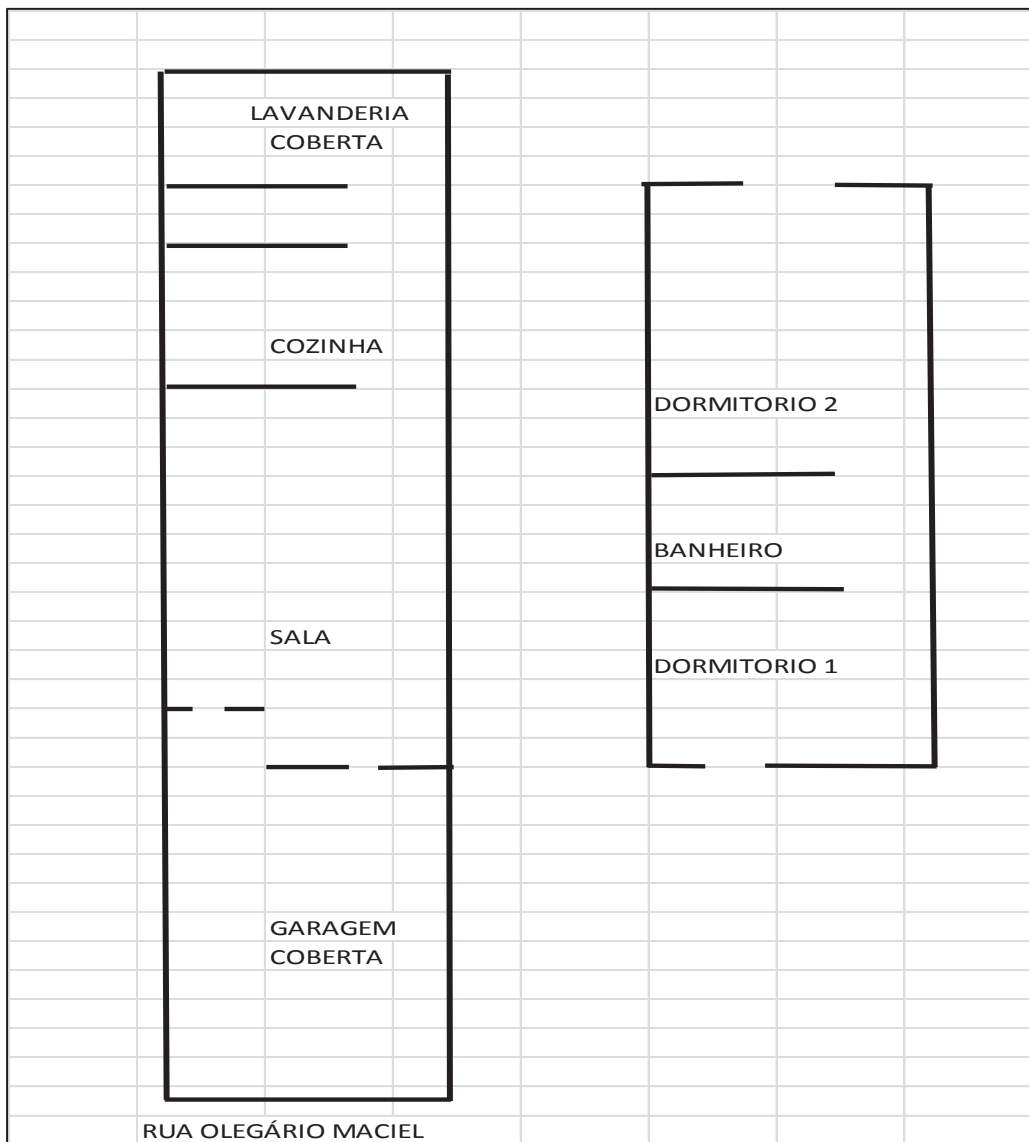 LAVANDERIA
COBERTA
COZINHA
SALA
GARAGEM
COBERTA
RUA OLEGÁRIO MACIEL
DORMITORIO 2
BANHEIRO
DORMITORIO 1